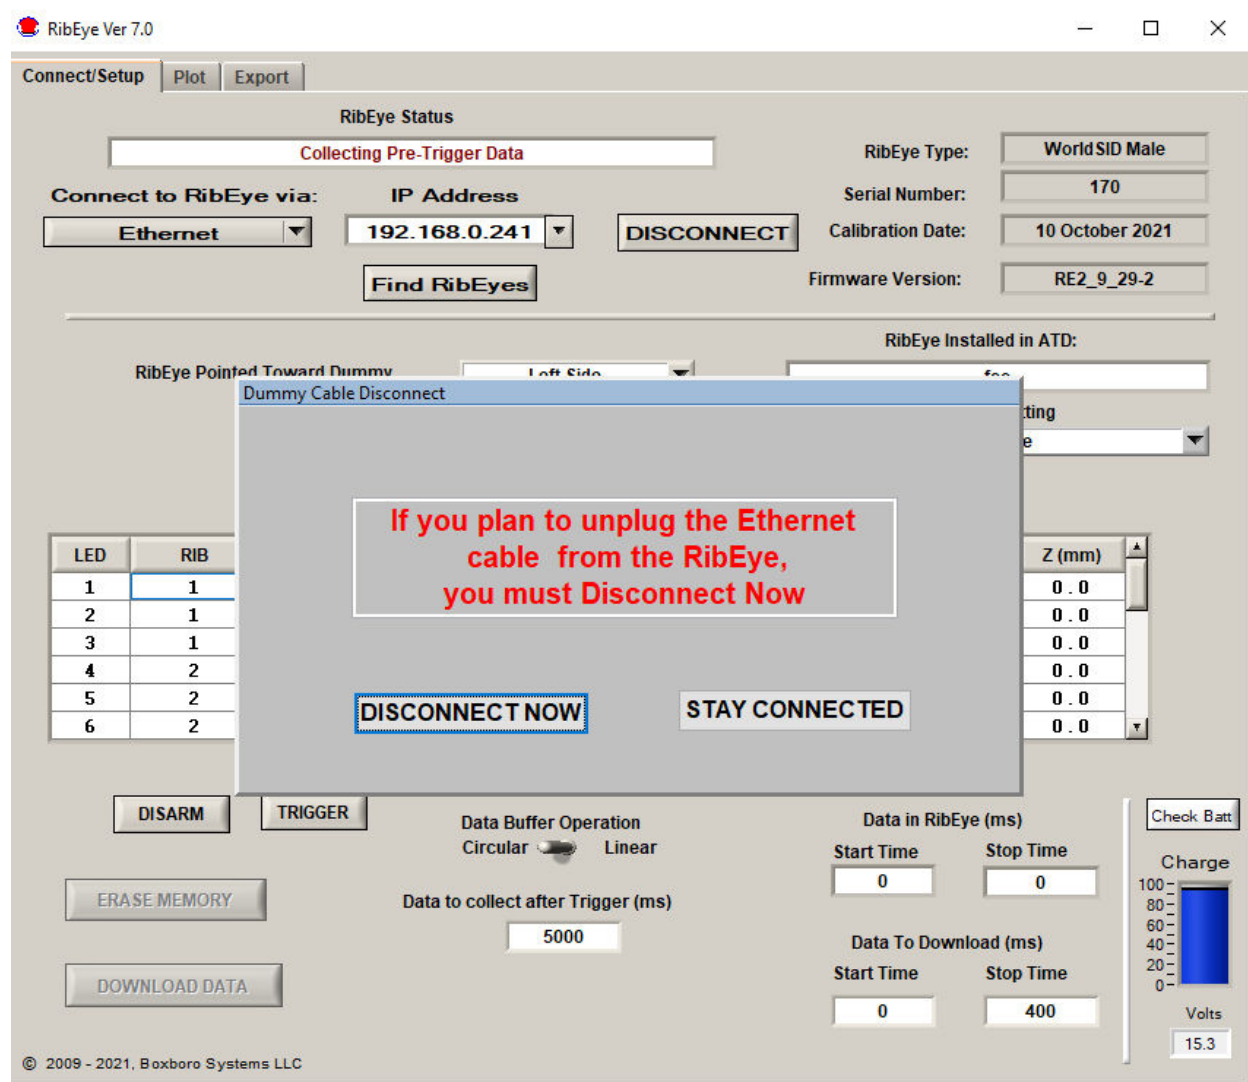 RibEye Ver 7.0
Connect/Setup Plot Export
RibEye Status
Collecting Pre-Trigger Data
RibEye Type: WorldSID Male
Connect to RibEye via: IP Address
Serial Number: 170
Ethernet 192.168.0.241 DISCONNECT
Calibration Date: 10 October 2021
Find RibEyes
Firmware Version: RE2_9_29-2
RibEye Installed in ATD:
RibEye Pointed Toward Dummy Left Side
Dummy Cable Disconnect
If you plan to unplug the Ethernet
cable from the RibEye,
you must Disconnect Now
DISCONNECT NOW STAY CONNECTED
LED RIB Z (mm)
1 1 0.0
2 1 0.0
3 1 0.0
4 2 0.0
5 2 0.0
6 2 0.0
DISARM TRIGGER
Data Buffer Operation
Circular Linear
Data to collect after Trigger (ms)
5000
ERASE MEMORY
DOWNLOAD DATA
Data in RibEye (ms)
Start Time Stop Time
0 0
Data To Download (ms)
Start Time Stop Time
0 400
Check Batt
Charge
100
80
60
40
20
0
Volts
15.3
© 2009 - 2021, Boxboro Systems LLC